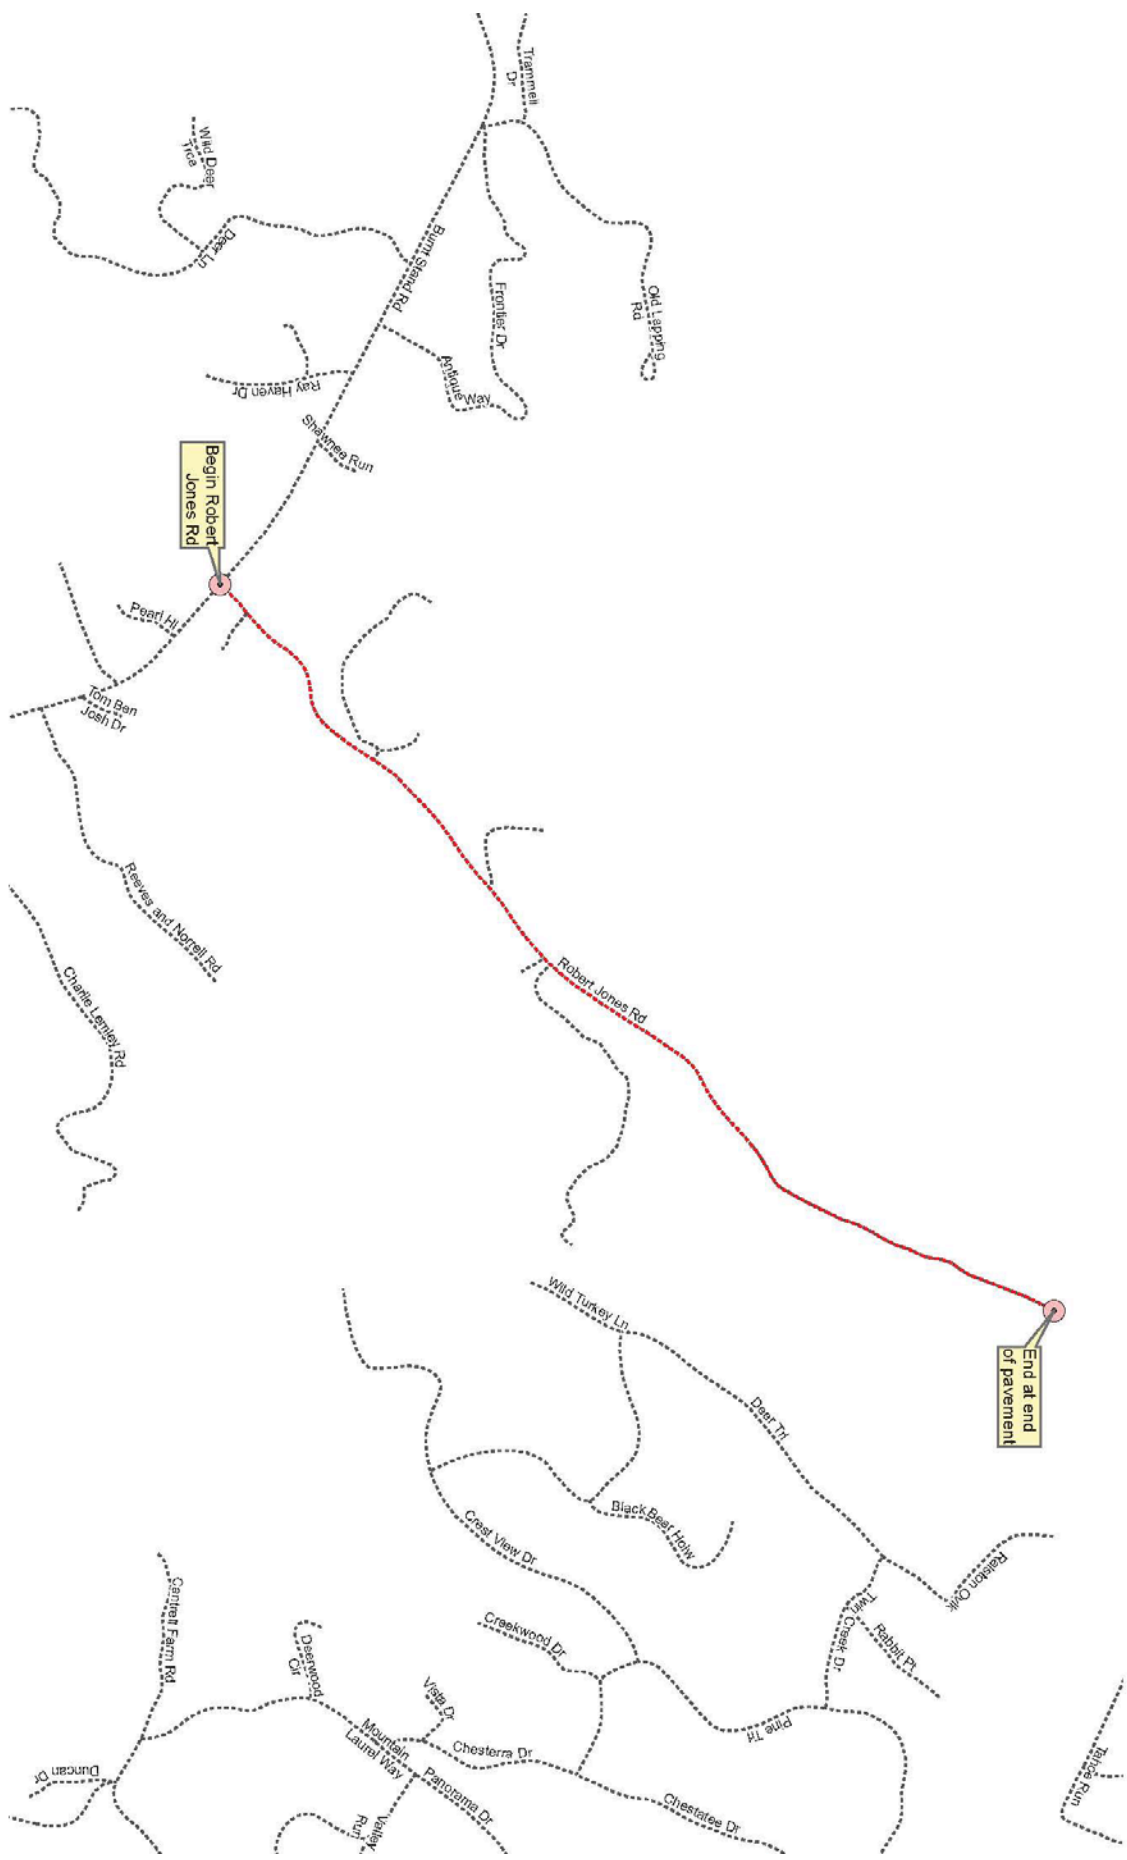 Trammell
Dr
Wild Deer
Trce
Deer Ln
Burnt Stand Rd
Frontier Dr
Old Lapping
Rd
Antique Way
Ray Haven Dr
Shawnee Run
Begin Robert
Jones Rd
Pearl Hl
Tom Ben
Josh Dr
Reeves and Norrell Rd
Charlie Lemley Rd
Robert Jones Rd
End at end
of pavement
Wild Turkey Ln
Deer Trl
Black Bear Holw
Crest View Dr
Ralston Ovlk
Twin Creek Dr
Rabbit Pt
Creekwood Dr
Cantrell Farm Rd
Deerwood
Cir
Vista Dr
Mountain
Laurel Way
Chesterra Dr
Pine Trl
Panorama Dr
Chestatee Dr
Valley
Run
Duncan
Dr
Tahoe Run